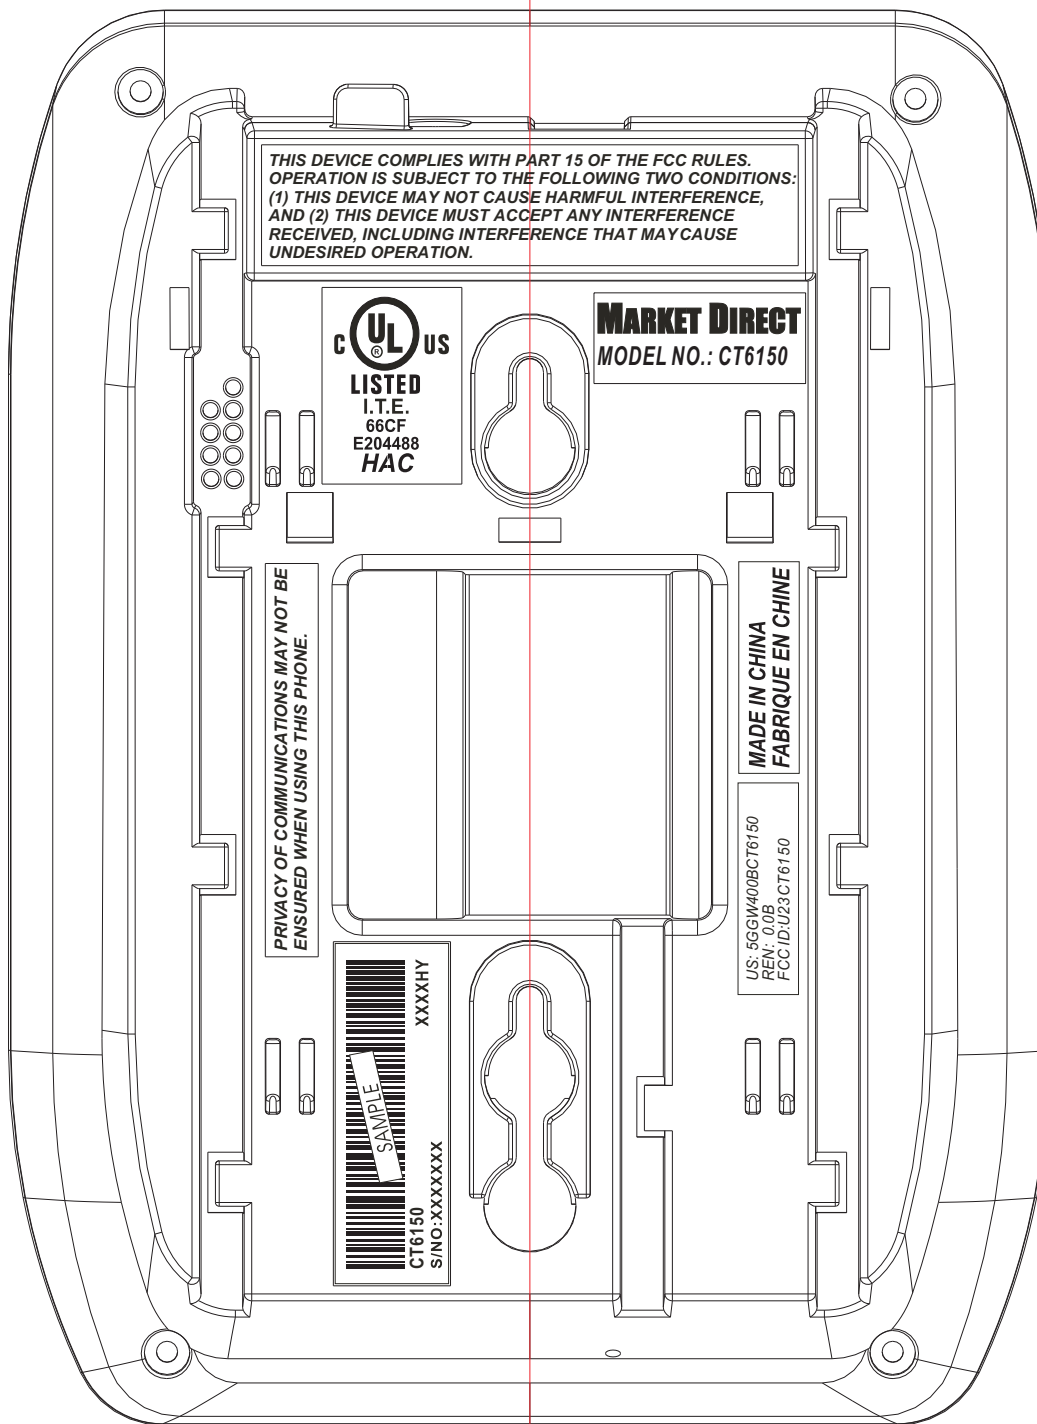 THIS DEVICE COMPLIES WITH PART 15 OF THE FCC RULES.
OPERATION IS SUBJECT TO THE FOLLOWING TWO CONDITIONS:
(1) THIS DEVICE MAY NOT CAUSE HARMFUL INTERFERENCE,
AND (2) THIS DEVICE MUST ACCEPT ANY INTERFERENCE
RECEIVED, INCLUDING INTERFERENCE THAT MAY CAUSE
UNDESIRED OPERATION.
C UL ® US
LISTED
I.T.E.
66CF
E204488
HAC
MARKET DIRECT
MODEL NO.: CT6150
PRIVACY OF COMMUNICATIONS MAY NOT BE
ENSURED WHEN USING THIS PHONE.
MADE IN CHINA
FABRIQUE EN CHINE
US: 5GGW400BCT6150
REN: 0.0B
FCC ID:U23CT6150
SAMPLE
CT6150 XXXXHY
S/NO:XXXXXXX